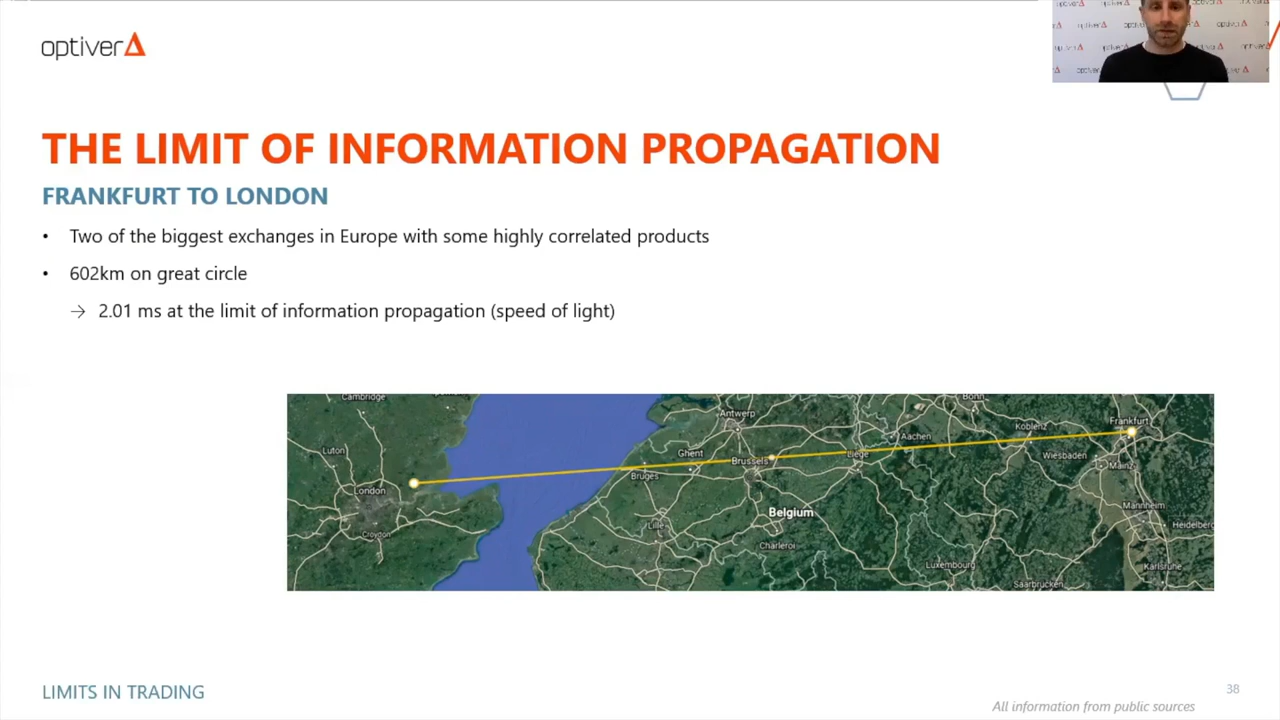 optiver
THE LIMIT OF INFORMATION PROPAGATION
FRANKFURT TO LONDON
• Two of the biggest exchanges in Europe with some highly correlated products
• 602km on great circle
→ 2.01 ms at the limit of information propagation (speed of light)
Cambridge
Luton
London
Croydon
Antwerp
Ghent
Bruges
Brussels
Lille
Belgium
Charleroi
Liege
Aachen
Bonn
Koblenz
Frankfurt
Wiesbaden
Mainz
Mannheim
Heidelberg
Luxembourg
Saarbrücken
Karlsruhe
LIMITS IN TRADING
38
All information from public sources